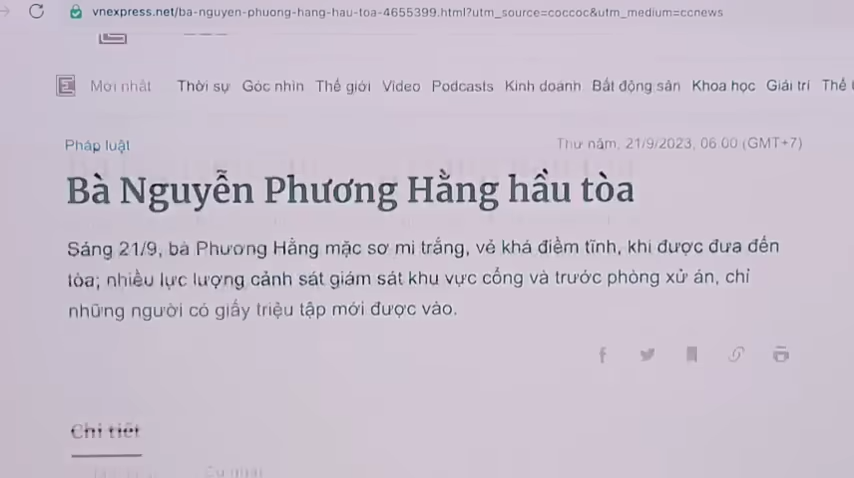 vnexpress.net/ba-nguyen-phuong-hang-hau-toa-4655399.html?utm_source=coccoc&utm_medium=ccnews
Mới nhất Thời sự Góc nhìn Thế giới Video Podcasts Kinh doanh Bất động sản Khoa học Giải trí Thể
Pháp luật
Thứ năm, 21/9/2023, 06:00 (GMT+7)
Bà Nguyễn Phương Hằng hầu tòa
Sáng 21/9, bà Phương Hằng mặc sơ mi trắng, vẻ khá điềm tĩnh, khi được đưa đến
tòa; nhiều lực lượng cảnh sát giám sát khu vực cổng và trước phòng xử án, chỉ
những người có giấy triệu tập mới được vào.
Chi tiết